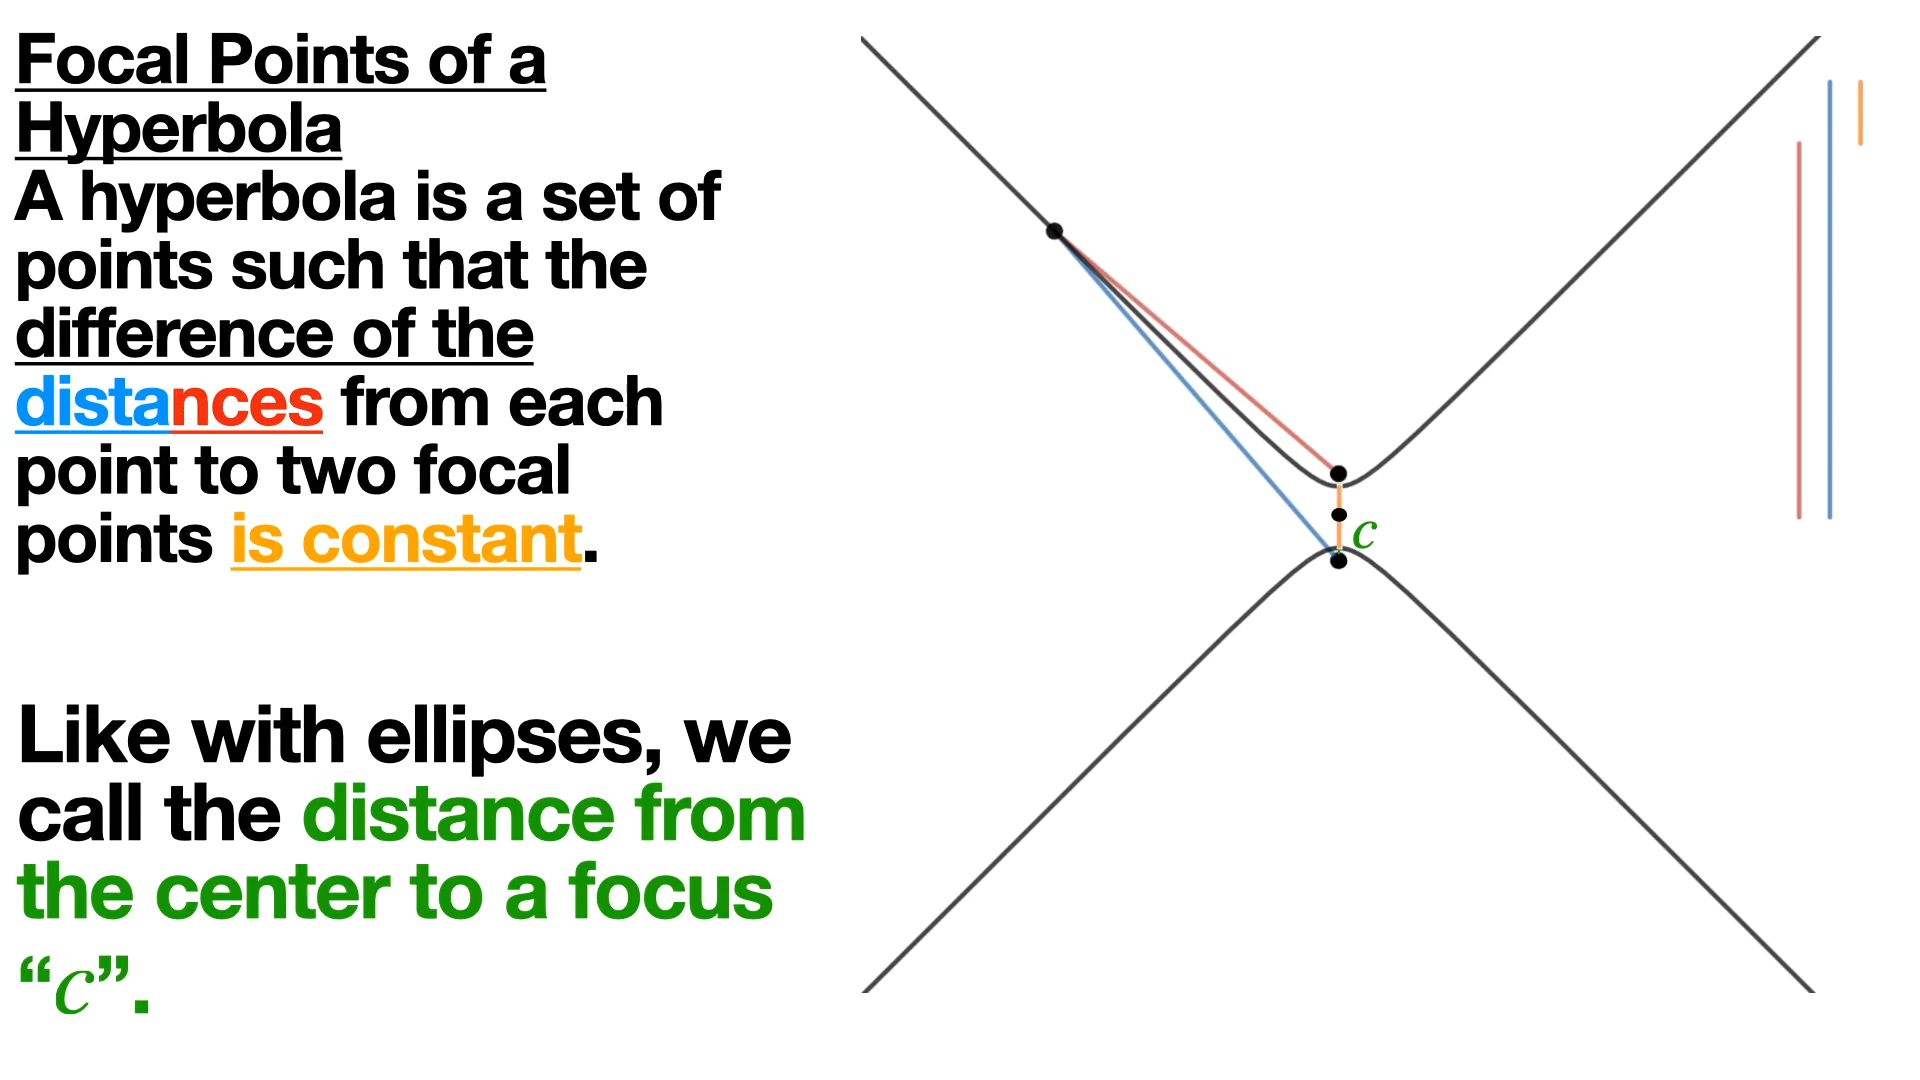 Focal Points of a
Hyperbola
A hyperbola is a set of
points such that the
difference of the
distances from each
point to two focal
points is constant.
Like with ellipses, we
call the distance from
the center to a focus
“c”.
c